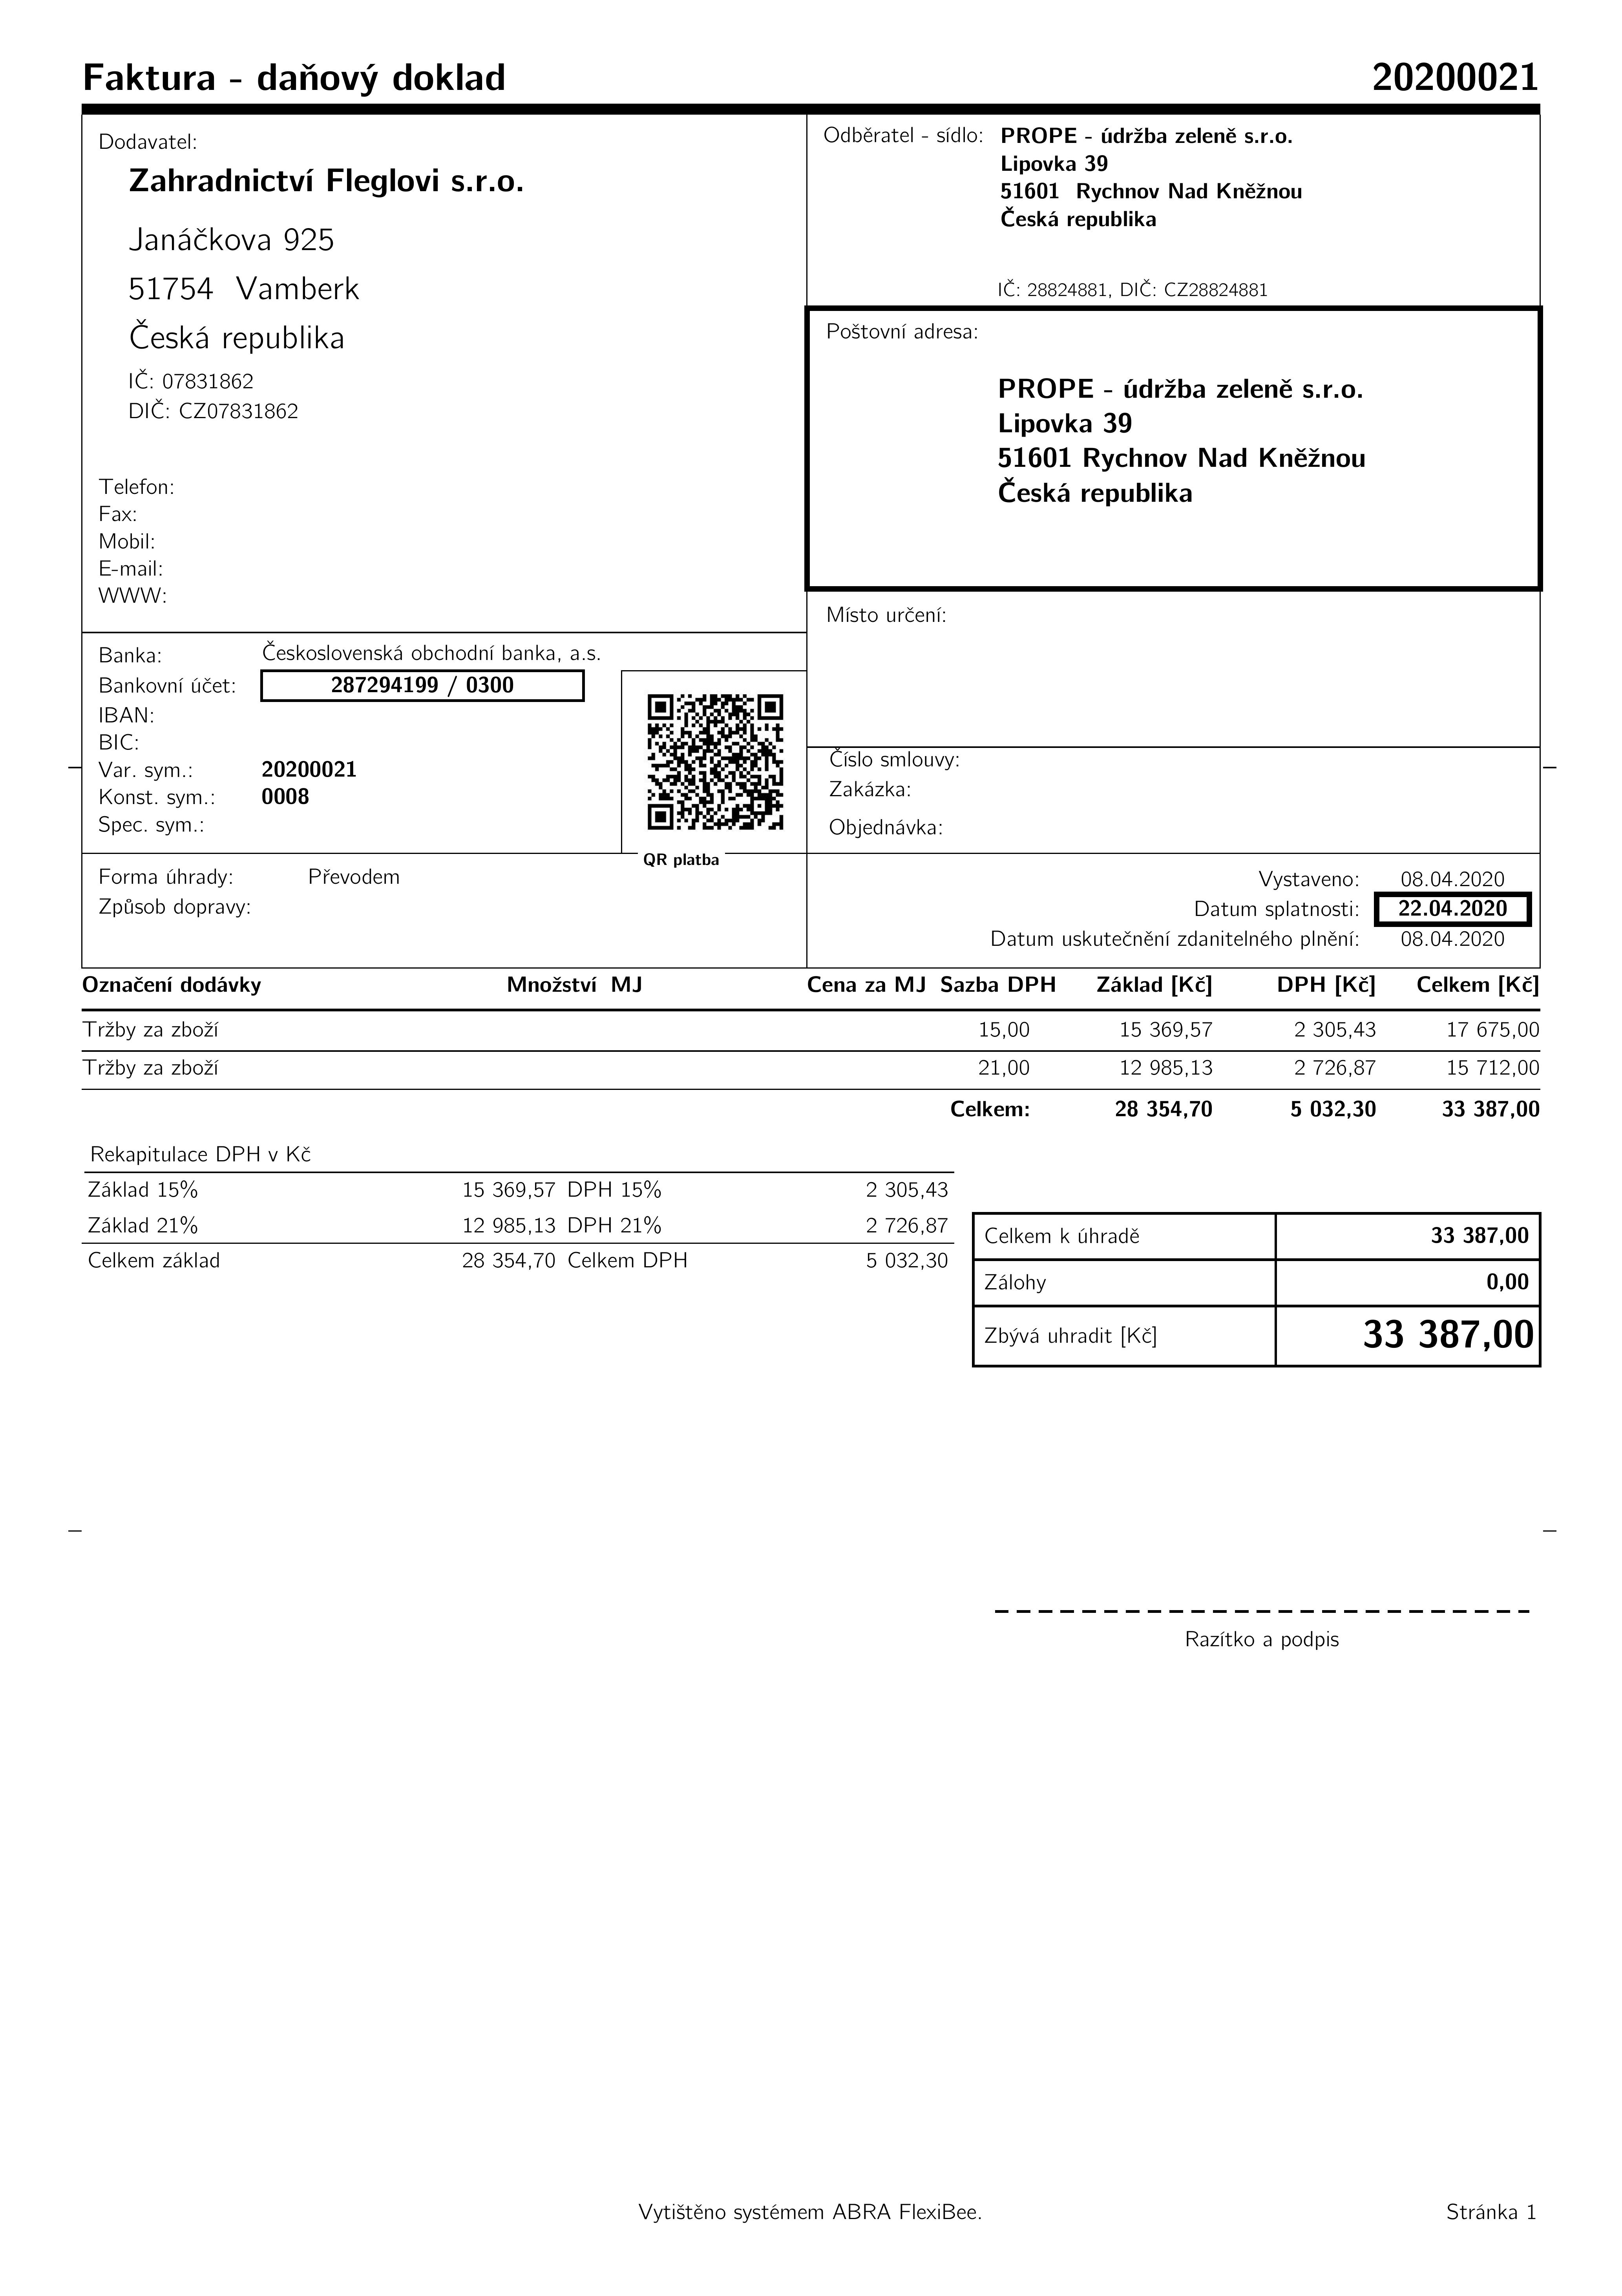 Faktura - daňový doklad 20200021
Dodavatel:
Zahradnictví Fleglovi s.r.o.
Janáčkova 925
51754 Vamberk
Česká republika
IČ: 07831862
DIČ: CZ07831862
Telefon:
Fax:
Mobil:
E-mail:
WWW:
Odběratel - sídlo: PROPE - údržba zeleně s.r.o.
Lipovka 39
51601 Rychnov Nad Kněžnou
Česká republika
IČ: 28824881, DIČ: CZ28824881
Poštovní adresa:
PROPE - údržba zeleně s.r.o.
Lipovka 39
51601 Rychnov Nad Kněžnou
Česká republika
Místo určení:
Banka: Československá obchodní banka, a.s.
Bankovní účet: 287294199 / 0300
IBAN:
BIC:
Var. sym.: 20200021
Konst. sym.: 0008
Spec. sym.:
QR platba
Číslo smlouvy:
Zakázka:
Objednávka:
Forma úhrady: Převodem
Způsob dopravy:
Vystaveno: 08.04.2020
Datum splatnosti: 22.04.2020
Datum uskutečnění zdanitelného plnění: 08.04.2020
Označení dodávky Množství MJ Cena za MJ Sazba DPH Základ [Kč] DPH [Kč] Celkem [Kč]
Tržby za zboží 15,00 15 369,57 2 305,43 17 675,00
Tržby za zboží 21,00 12 985,13 2 726,87 15 712,00
Celkem: 28 354,70 5 032,30 33 387,00
Rekapitulace DPH v Kč
Základ 15% 15 369,57 DPH 15% 2 305,43
Základ 21% 12 985,13 DPH 21% 2 726,87
Celkem základ 28 354,70 Celkem DPH 5 032,30
Celkem k úhradě 33 387,00
Zálohy 0,00
Zbývá uhradit [Kč] 33 387,00
Razítko a podpis
Vytištěno systémem ABRA FlexiBee. Stránka 1